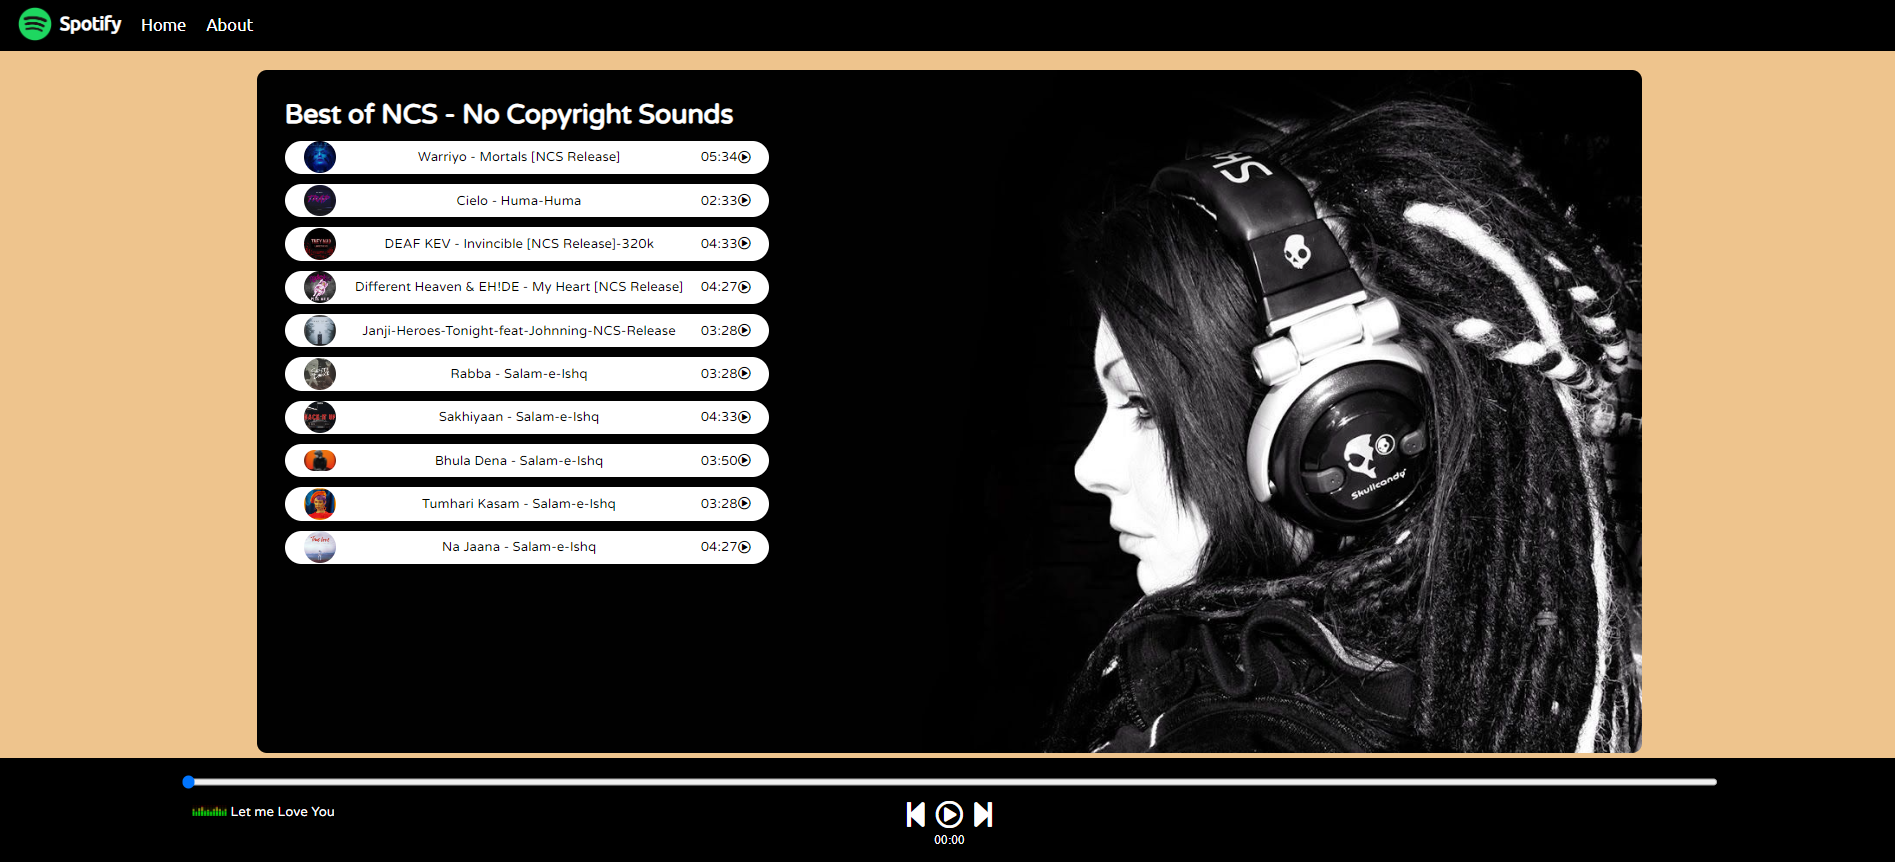 Spotify Home About
Best of NCS - No Copyright Sounds
Warriyo - Mortals [NCS Release] 05:34
Cielo - Huma-Huma 02:33
DEAF KEV - Invincible [NCS Release]-320k 04:33
Different Heaven & EH!DE - My Heart [NCS Release] 04:27
Janji-Heroes-Tonight-feat-Johnning-NCS-Release 03:28
Rabba - Salam-e-Ishq 03:28
Sakhiyaan - Salam-e-Ishq 04:33
Bhula Dena - Salam-e-Ishq 03:50
Tumhari Kasam - Salam-e-Ishq 03:28
Na Jaana - Salam-e-Ishq 04:27
Skullcandy
Let me Love You
00:00